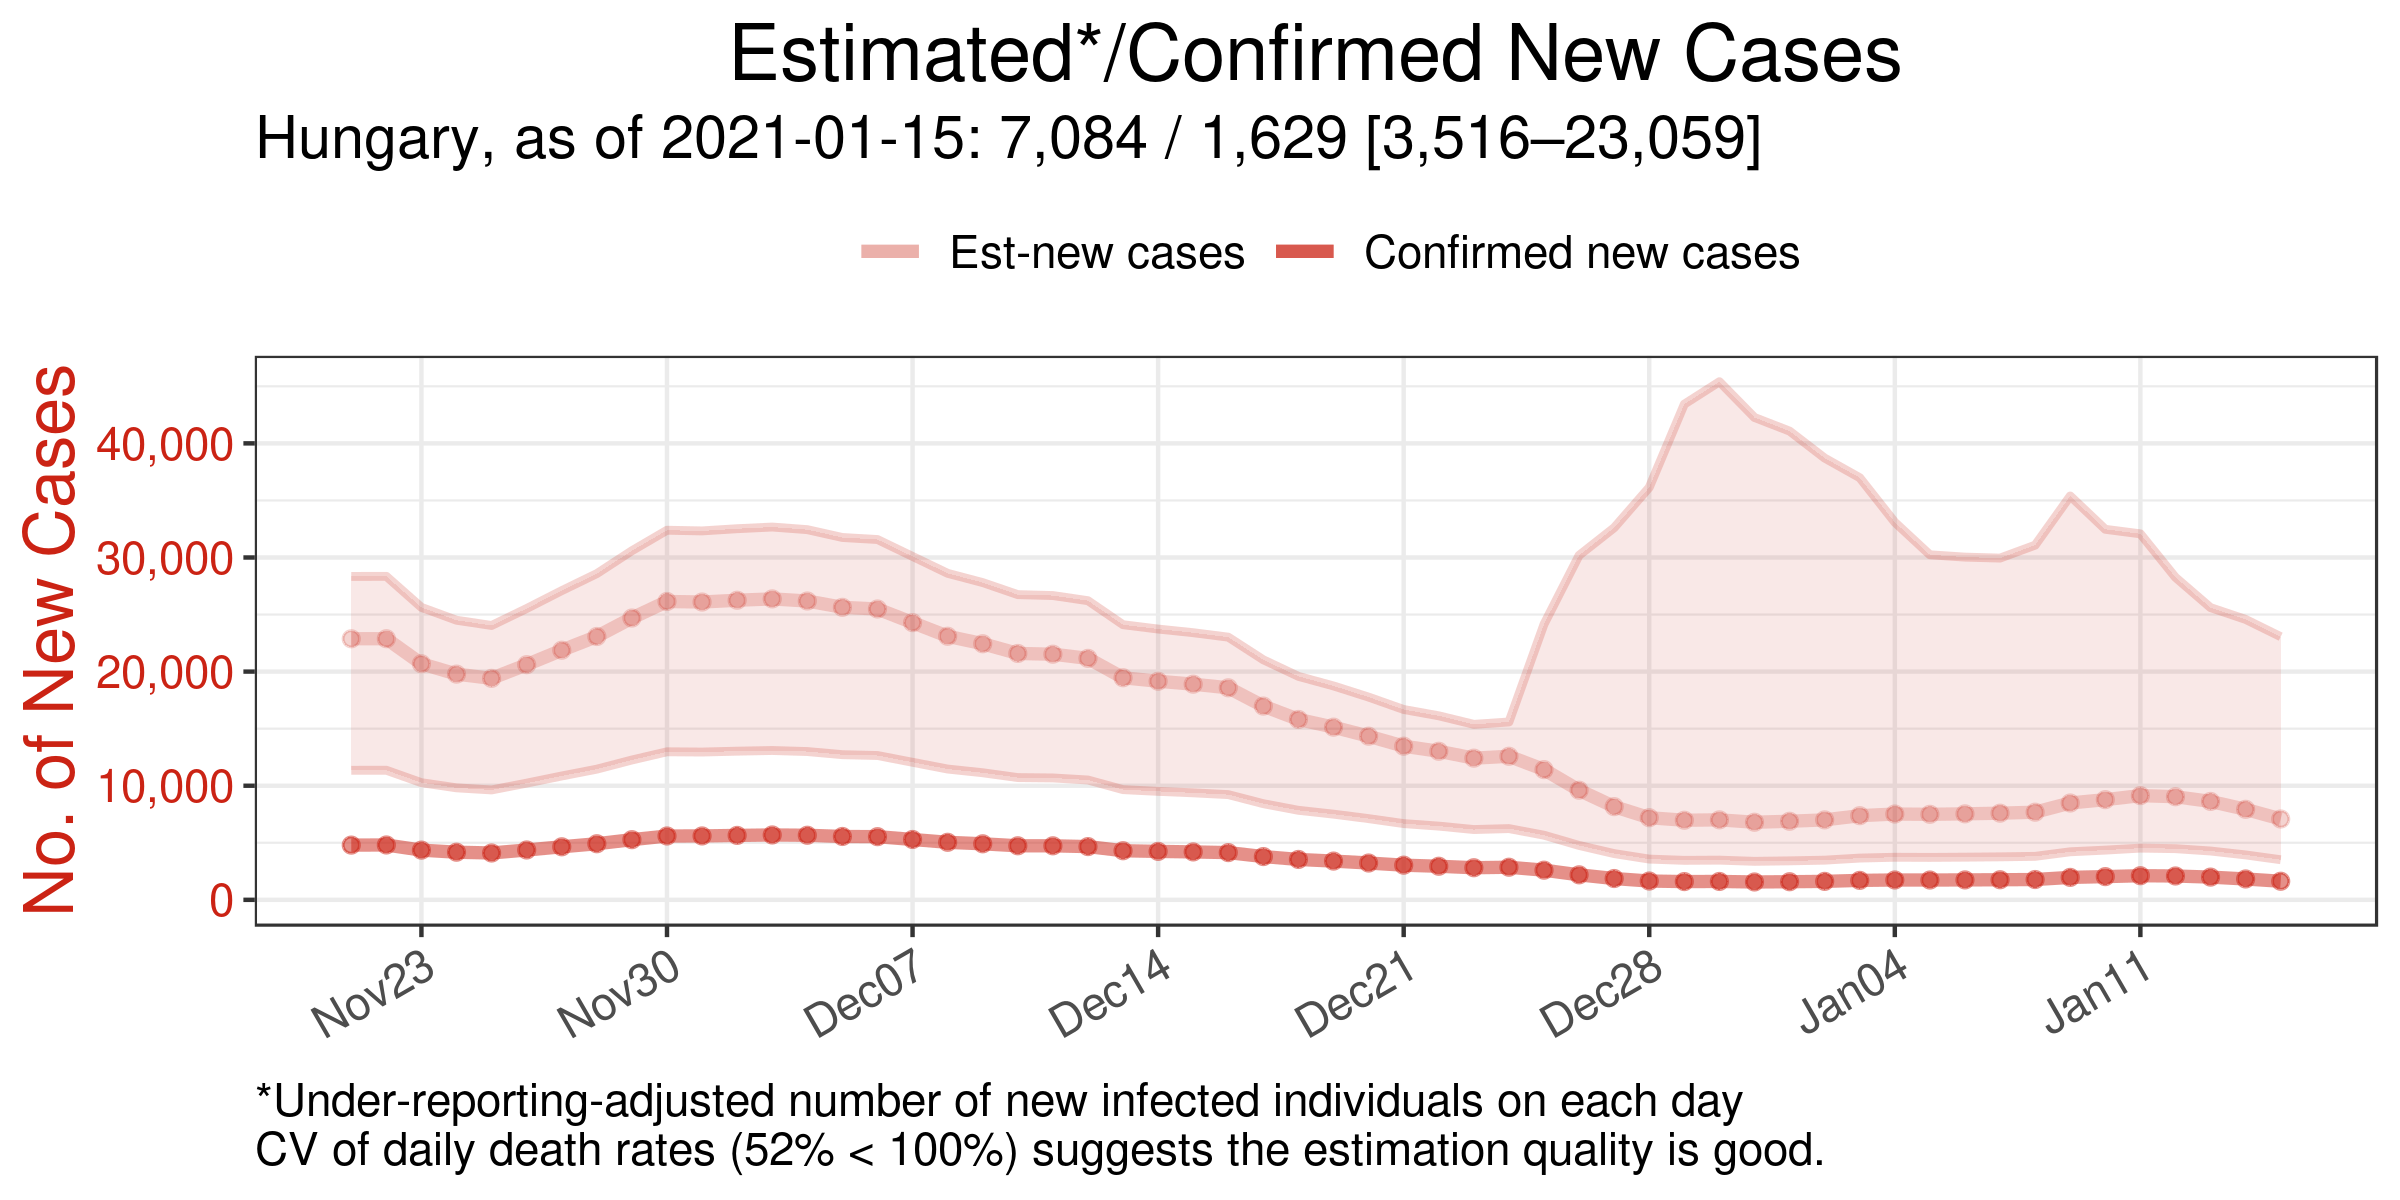 Estimated*/Confirmed New Cases
Hungary, as of 2021-01-15: 7,084 / 1,629 [3,516–23,059]
Est-new cases Confirmed new cases
No. of New Cases
40,000
30,000
20,000
10,000
0
Nov23 Nov30 Dec07 Dec14 Dec21 Dec28 Jan04 Jan11
*Under-reporting-adjusted number of new infected individuals on each day
CV of daily death rates (52% < 100%) suggests the estimation quality is good.